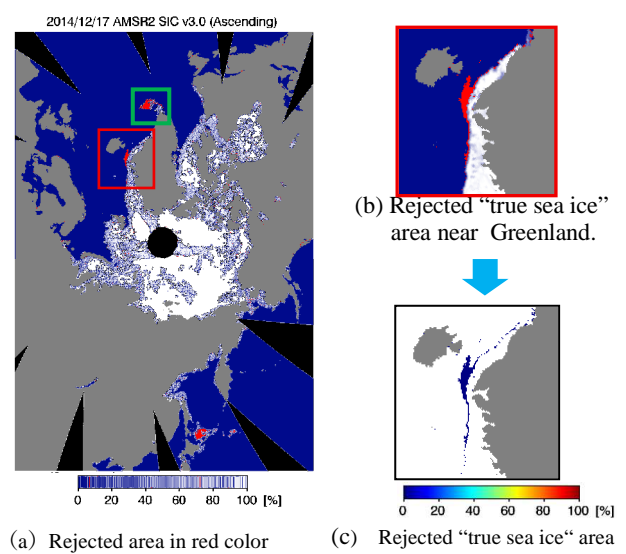 2014/12/17 AMSR2 SIC v3.0 (Ascending)
0 20 40 60 80 100 [%]
(a) Rejected area in red color
(b) Rejected “true sea ice”
area near Greenland.
0 20 40 60 80 100 [%]
(c) Rejected “true sea ice“ area